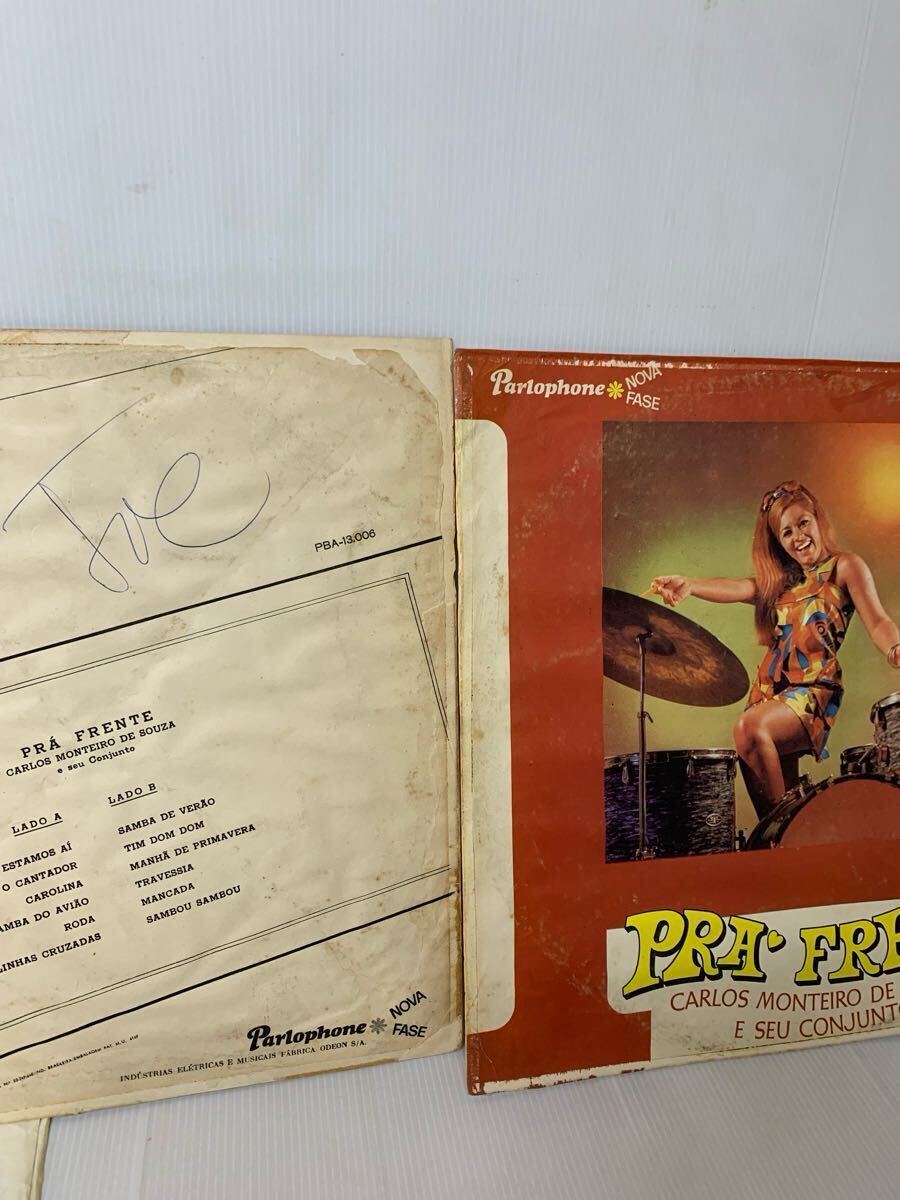 Joe
PBA-13.006
PRÁ FRENTE
CARLOS MONTEIRO DE SOUZA
e seu Conjunto
LADO A
ESTAMOS AÍ
O CANTADOR
CAROLINA
AMBA DO AVIÃO
RODA
LINHAS CRUZADAS
LADO B
SAMBA DE VERÃO
TIM DOM DOM
MANHÃ DE PRIMAVERA
TRAVESSIA
MANCADA
SAMBOU SAMBOU
Parlophone NOVA
FASE
INDÚSTRIAS ELÉTRICAS E MUSICAIS FÁBRICA ODEON S/A.
Parlophone NOVA
FASE
PRÁ FRE
CARLOS MONTEIRO DE
E SEU CONJUNTO